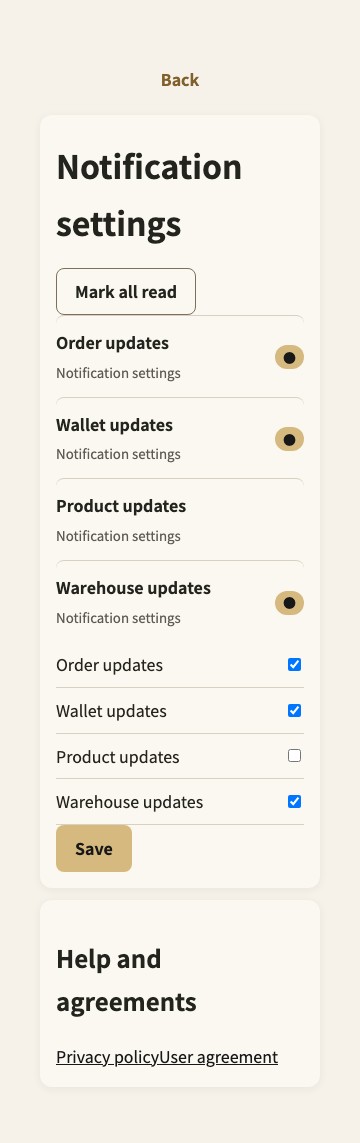 Back
Notification
settings
Mark all read
Order updates
Notification settings
Wallet updates
Notification settings
Product updates
Notification settings
Warehouse updates
Notification settings
Order updates
Wallet updates
Product updates
Warehouse updates
Save
Help and
agreements
Privacy policyUser agreement